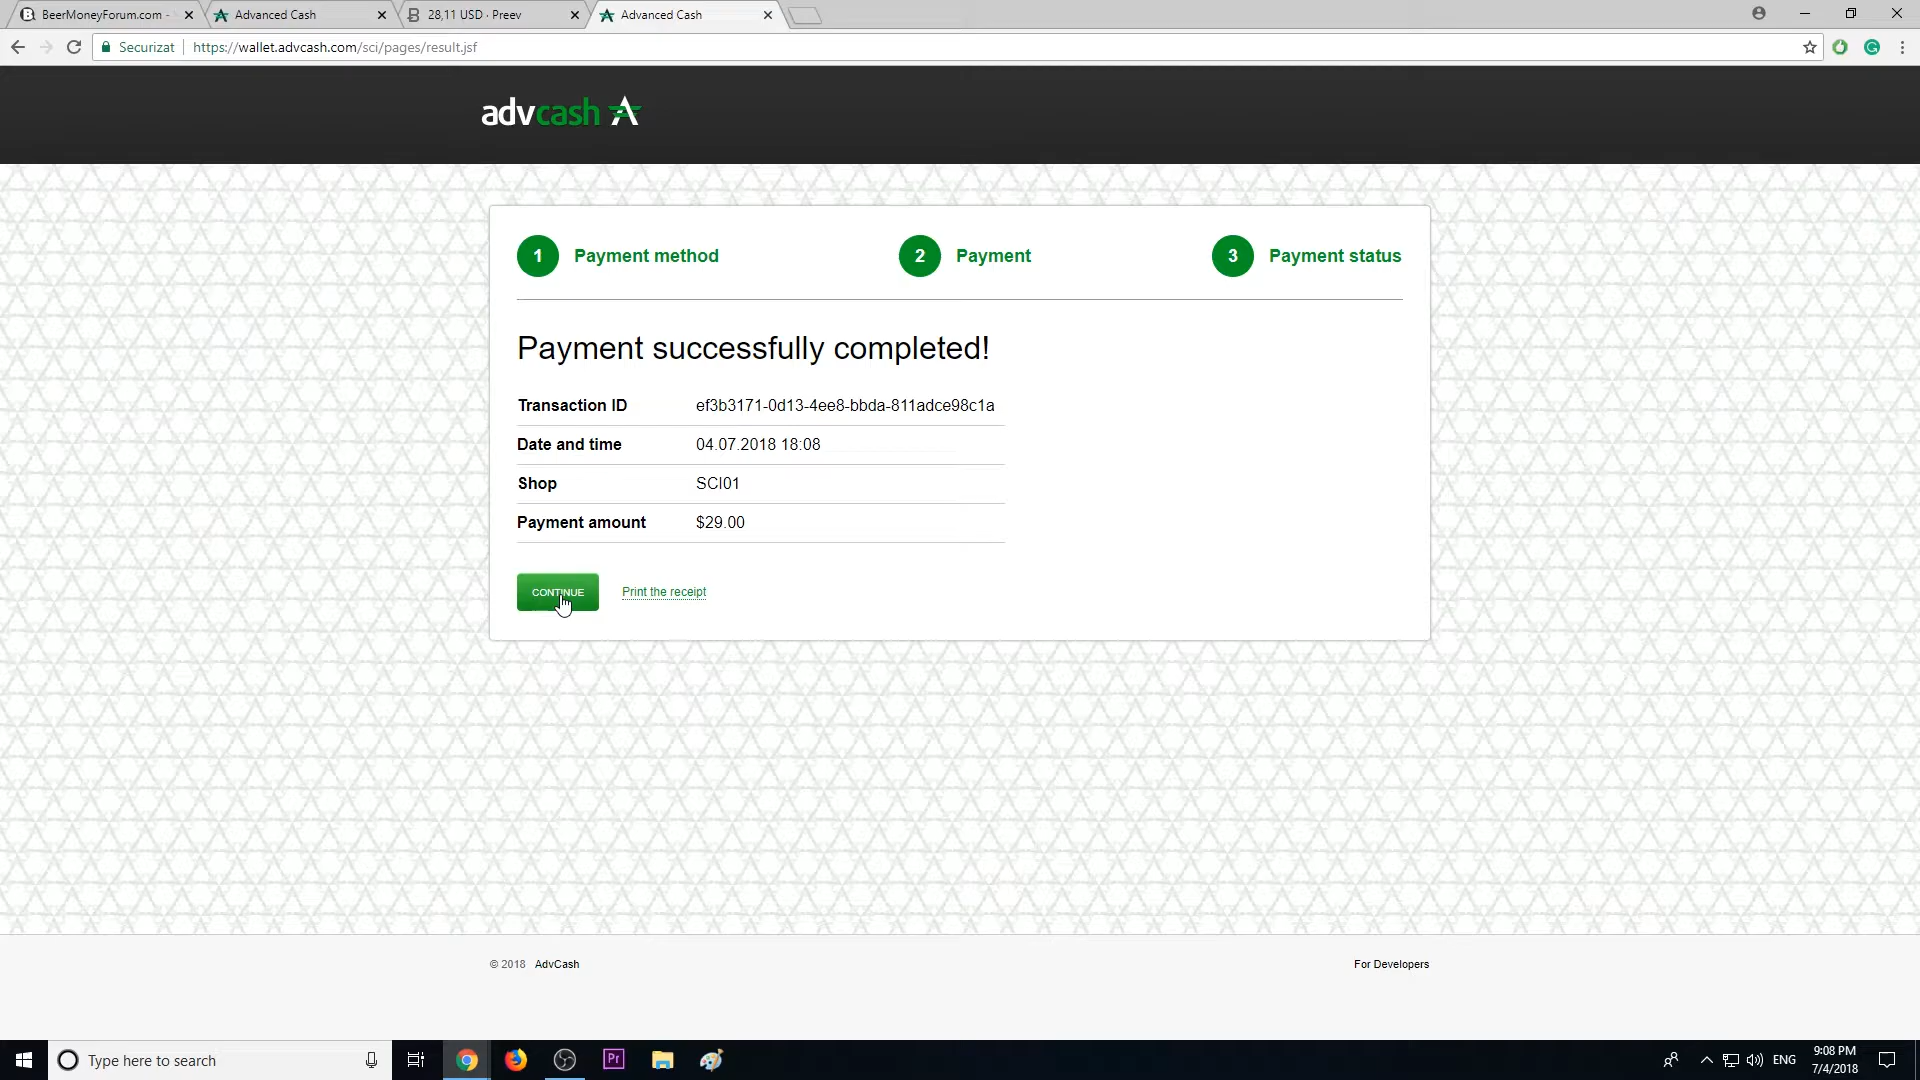 BeerMoneyForum.com -
Advanced Cash
28,11 USD · Preev
Advanced Cash
Securizat
https://wallet.advcash.com/sci/pages/result.jsf
advcash
1 Payment method
2 Payment
3 Payment status
Payment successfully completed!
Transaction ID ef3b3171-0d13-4ee8-bbda-811adce98c1a
Date and time 04.07.2018 18:08
Shop SCI01
Payment amount $29.00
CONTINUE
Print the receipt
© 2018 AdvCash
For Developers
Type here to search
Pr
ENG
9:08 PM
7/4/2018